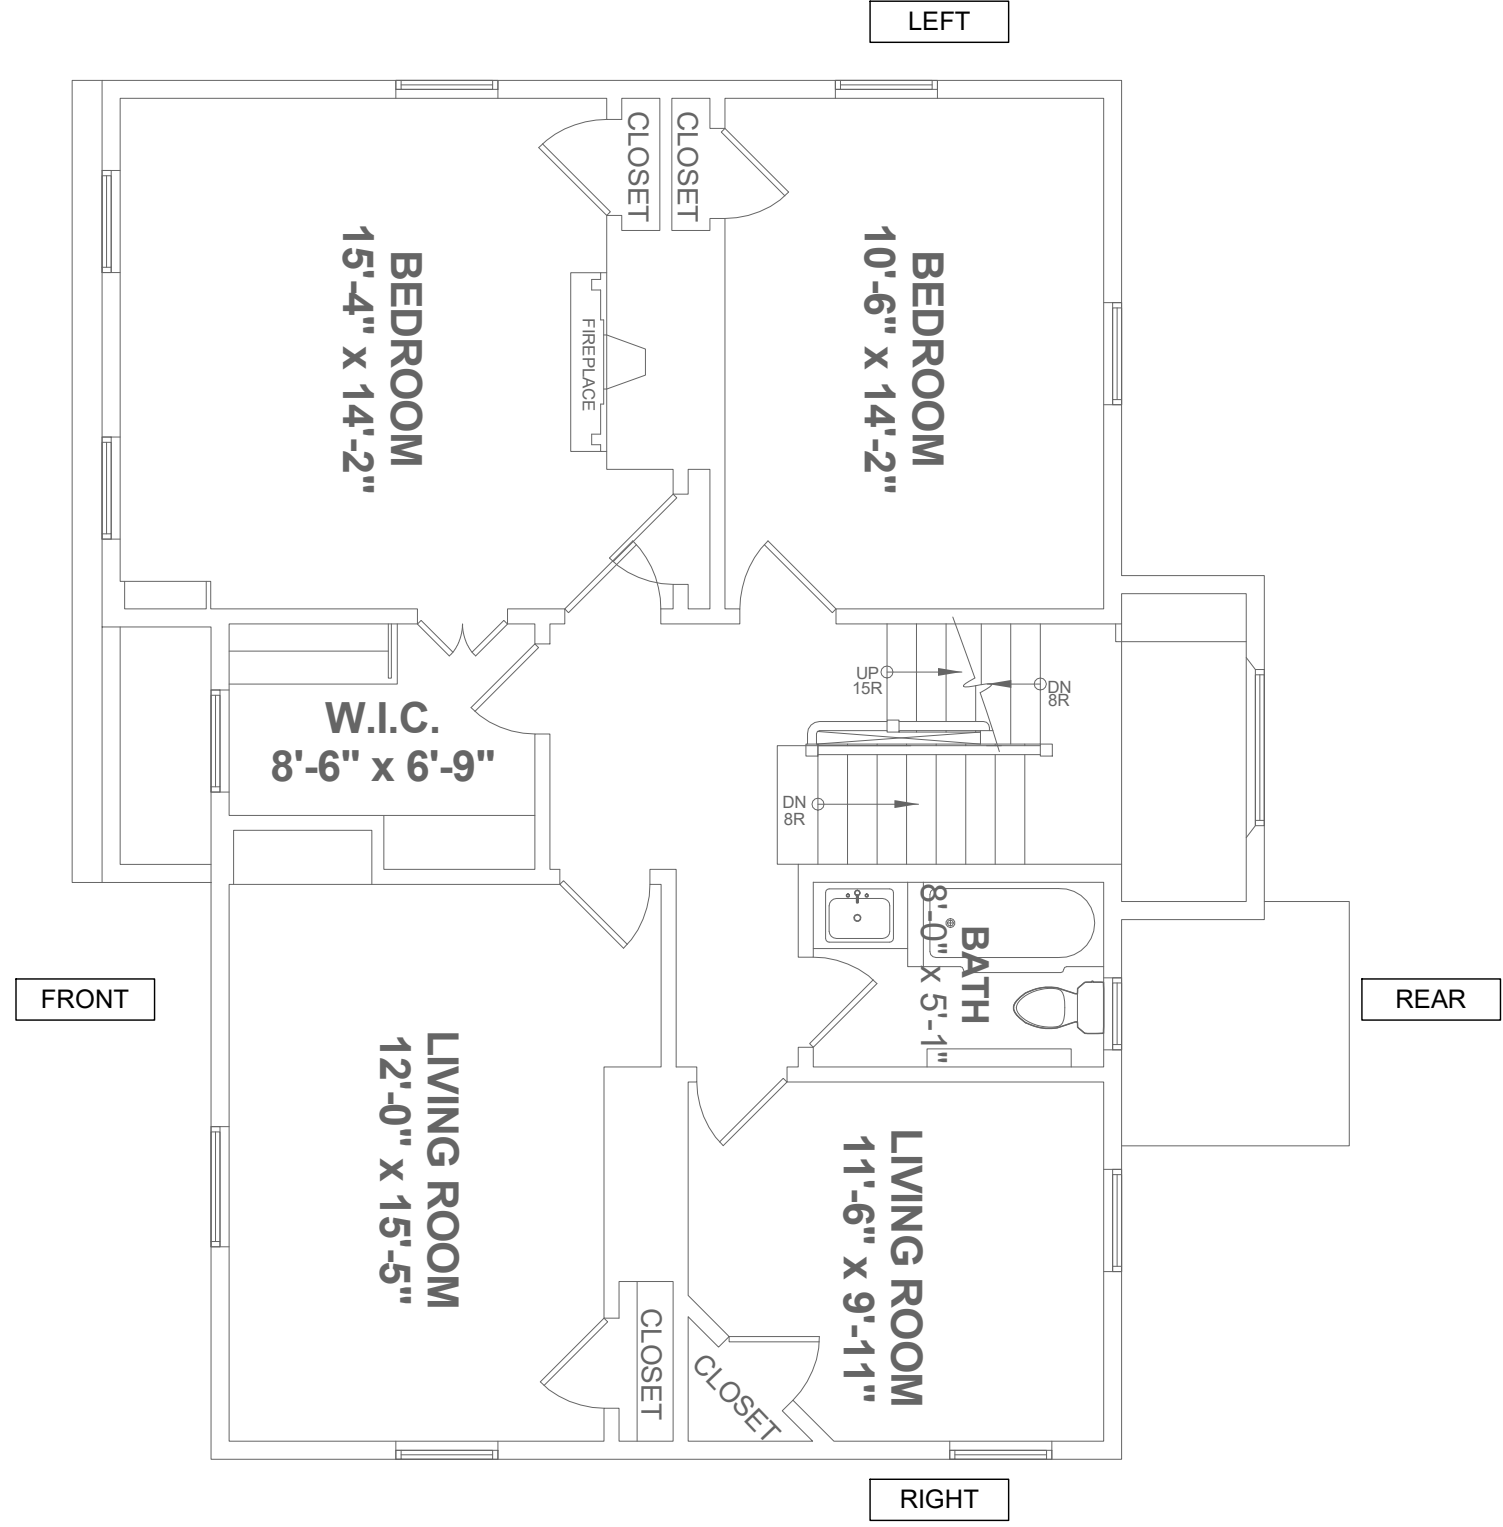 LEFT
CLOSET
CLOSET
BEDROOM
15'-4" x 14'-2"
BEDROOM
10'-6" x 14'-2"
FIREPLACE
UP
15R
DN
8R
W.I.C.
8'-6" x 6'-9"
DN
8R
BATH
8'-0" x 5'-1"
FRONT
REAR
LIVING ROOM
12'-0" x 15'-5"
LIVING ROOM
11'-6" x 9'-11"
CLOSET
CLOSET
RIGHT